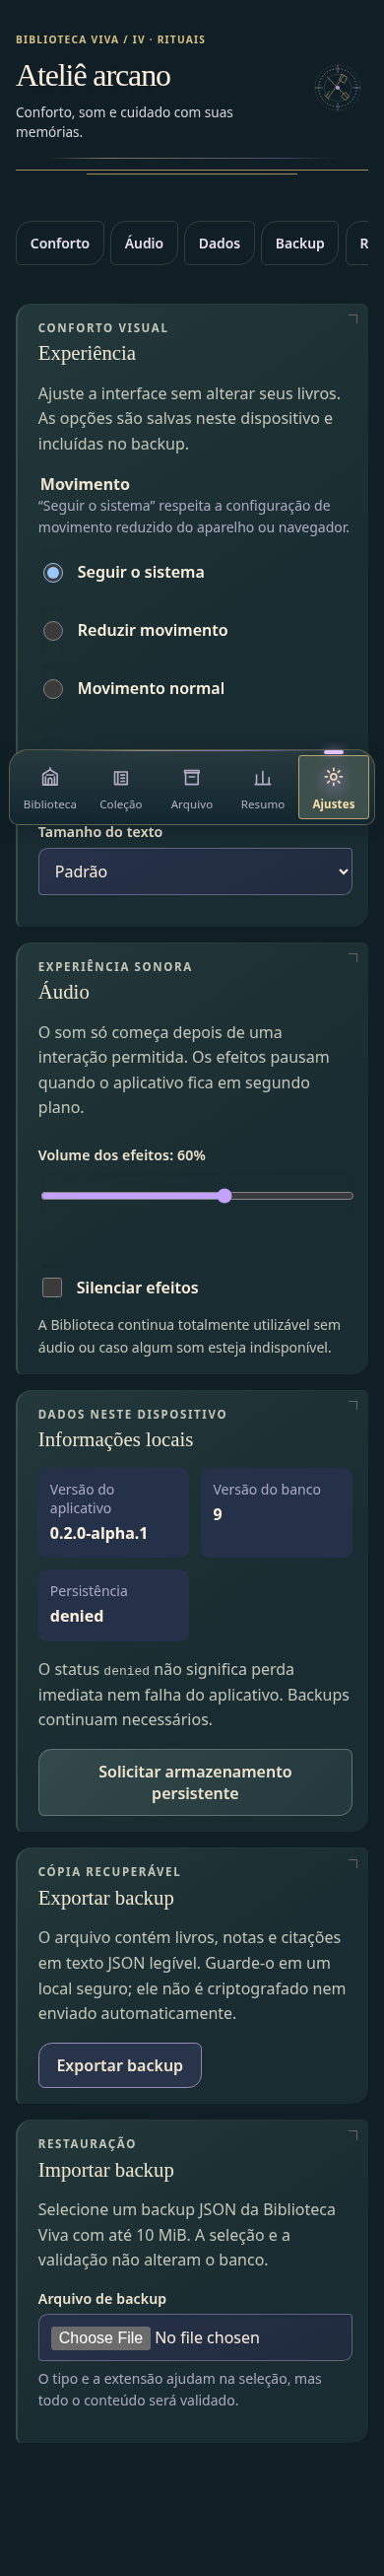 BIBLIOTECA VIVA / IV · RITUAIS
Ateliê arcano
Conforto, som e cuidado com suas
memórias.
Conforto
Áudio
Dados
Backup
R
CONFORTO VISUAL
Experiência
Ajuste a interface sem alterar seus livros.
As opções são salvas neste dispositivo e
incluídas no backup.
Movimento
“Seguir o sistema” respeita a configuração de
movimento reduzido do aparelho ou navegador.
Seguir o sistema
Reduzir movimento
Movimento normal
Biblioteca
Coleção
Arquivo
Resumo
Ajustes
Tamanho do texto
Padrão
EXPERIÊNCIA SONORA
Áudio
O som só começa depois de uma
interação permitida. Os efeitos pausam
quando o aplicativo fica em segundo
plano.
Volume dos efeitos: 60%
Silenciar efeitos
A Biblioteca continua totalmente utilizável sem
áudio ou caso algum som esteja indisponível.
DADOS NESTE DISPOSITIVO
Informações locais
Versão do
aplicativo
0.2.0-alpha.1
Versão do banco
9
Persistência
denied
O status denied não significa perda
imediata nem falha do aplicativo. Backups
continuam necessários.
Solicitar armazenamento
persistente
CÓPIA RECUPERÁVEL
Exportar backup
O arquivo contém livros, notas e citações
em texto JSON legível. Guarde-o em um
local seguro; ele não é criptografado nem
enviado automaticamente.
Exportar backup
RESTAURAÇÃO
Importar backup
Selecione um backup JSON da Biblioteca
Viva com até 10 MiB. A seleção e a
validação não alteram o banco.
Arquivo de backup
Choose File No file chosen
O tipo e a extensão ajudam na seleção, mas
todo o conteúdo será validado.